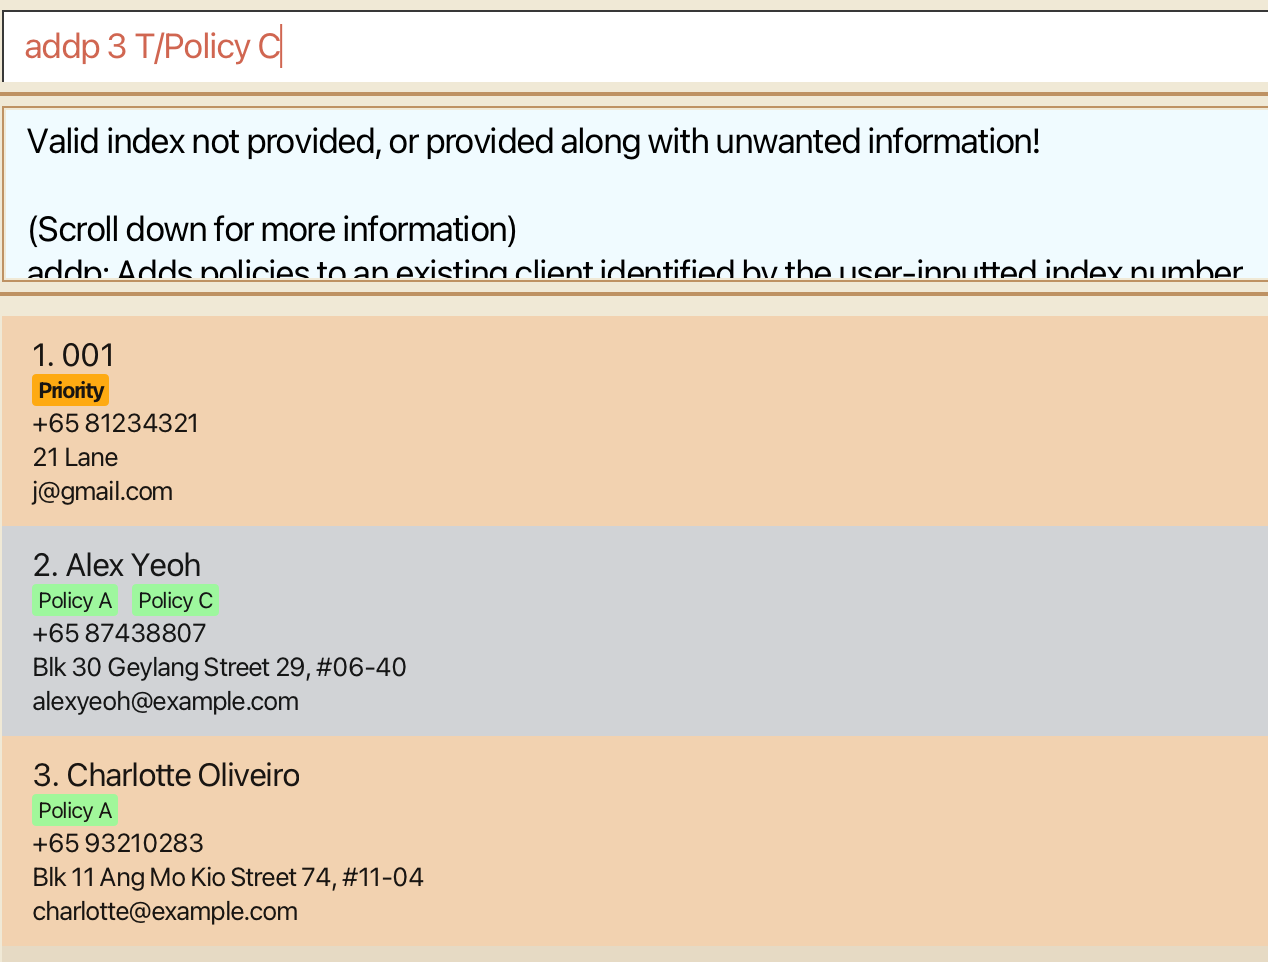 addp 3 T/Policy C
Valid index not provided, or provided along with unwanted information!
(Scroll down for more information)
addp: Adds policies to an existing client identified by the user-inputted index number
1. 001
Priority
+65 81234321
21 Lane
j@gmail.com
2. Alex Yeoh
Policy A Policy C
+65 87438807
Blk 30 Geylang Street 29, #06-40
alexyeoh@example.com
3. Charlotte Oliveiro
Policy A
+65 93210283
Blk 11 Ang Mo Kio Street 74, #11-04
charlotte@example.com